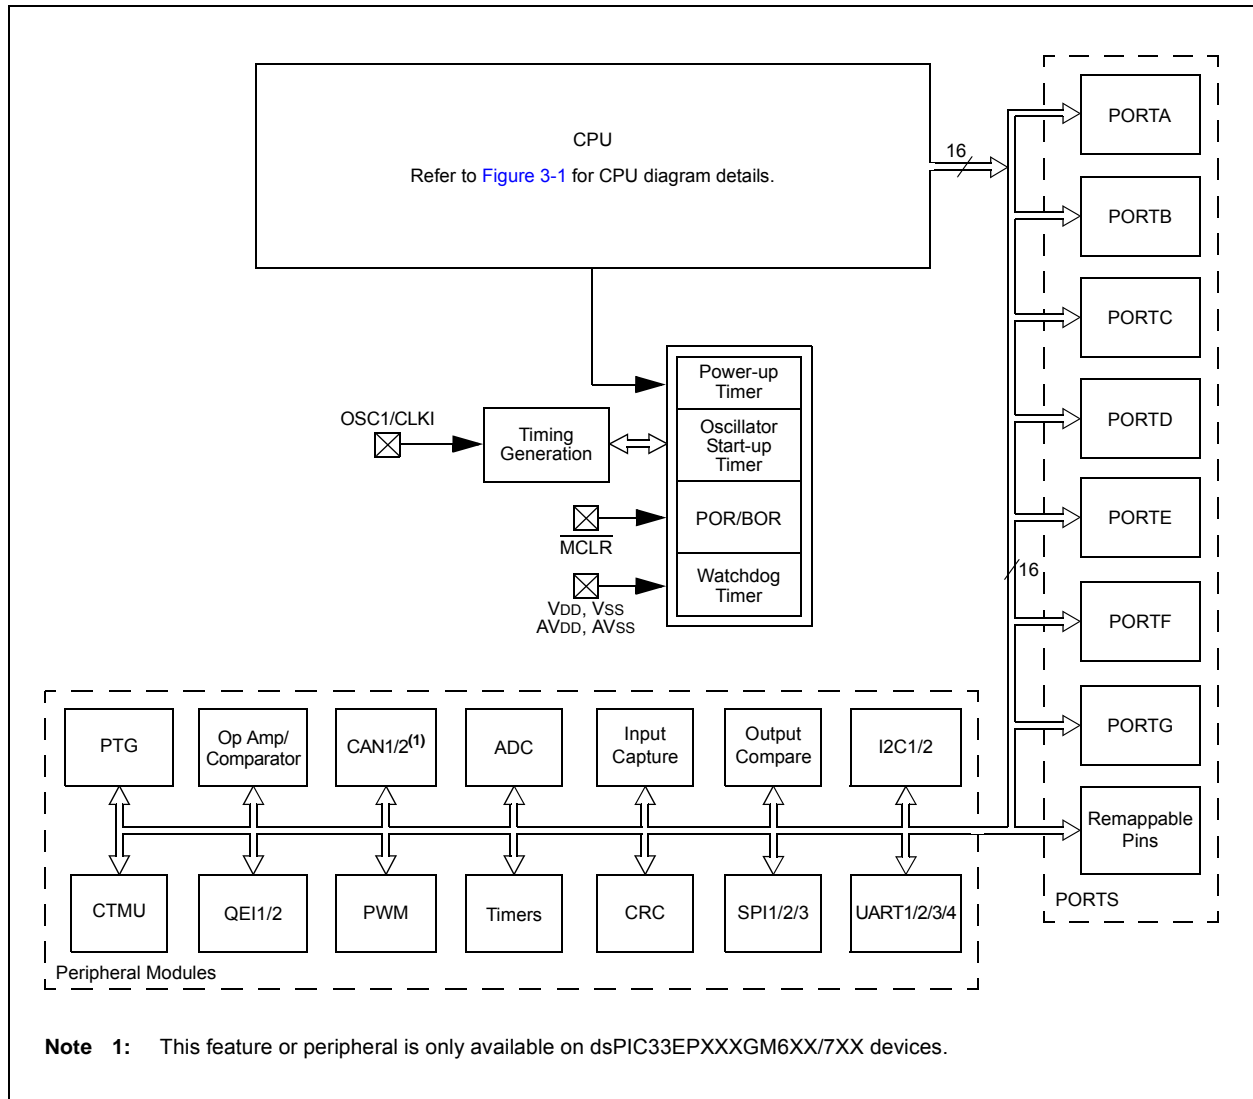 CPU
Refer to Figure 3-1 for CPU diagram details.
16
PORTA
PORTB
PORTC
PORTD
PORTE
16
PORTF
PORTG
Remappable
Pins
PORTS
Power-up
Timer
Oscillator
Start-up
Timer
POR/BOR
Watchdog
Timer
OSC1/CLKI
Timing
Generation
MCLR
VDD, VSS
AVDD, AVSS
PTG
Op Amp/
Comparator
CAN1/2(1)
ADC
Input
Capture
Output
Compare
I2C1/2
CTMU
QEI1/2
PWM
Timers
CRC
SPI1/2/3
UART1/2/3/4
Peripheral Modules
Note 1: This feature or peripheral is only available on dsPIC33EPXXXGM6XX/7XX devices.